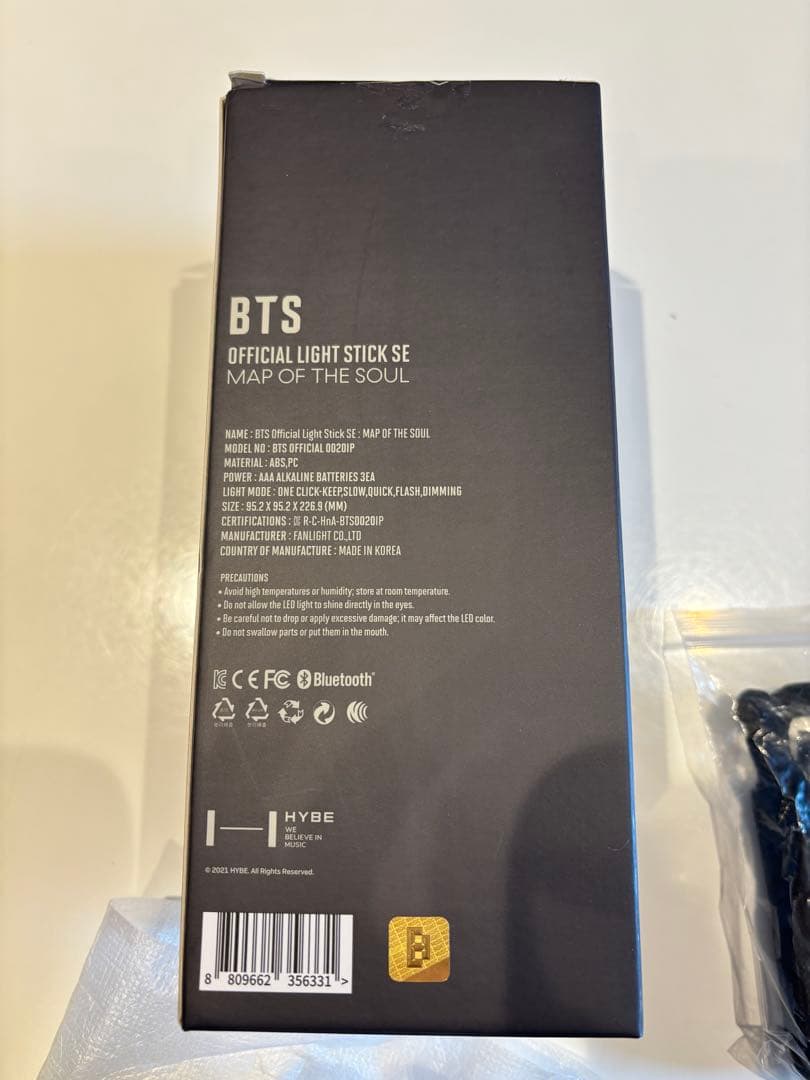 BTS
OFFICIAL LIGHT STICK SE
MAP OF THE SOUL
NAME : BTS Official Light Stick SE : MAP OF THE SOUL
MODEL NO : BTS OFFICIAL 0020IP
MATERIAL : ABS,PC
POWER : AAA ALKALINE BATTERIES 3EA
LIGHT MODE : ONE CLICK-KEEP,SLOW,QUICK,FLASH,DIMMING
SIZE : 95.2 X 95.2 X 226.9 (MM)
CERTIFICATIONS : R-C-HnA-BTS0020IP
MANUFACTURER : FANLIGHT CO.,LTD
COUNTRY OF MANUFACTURE : MADE IN KOREA
PRECAUTIONS
• Avoid high temperatures or humidity; store at room temperature.
• Do not allow the LED light to shine directly in the eyes.
• Be careful not to drop or apply excessive damage; it may affect the LED color.
• Do not swallow parts or put them in the mouth.
CE FC Bluetooth®
HYBE
WE
BELIEVE IN
MUSIC
© 2021 HYBE. All Rights Reserved.
8 809662 356331 >